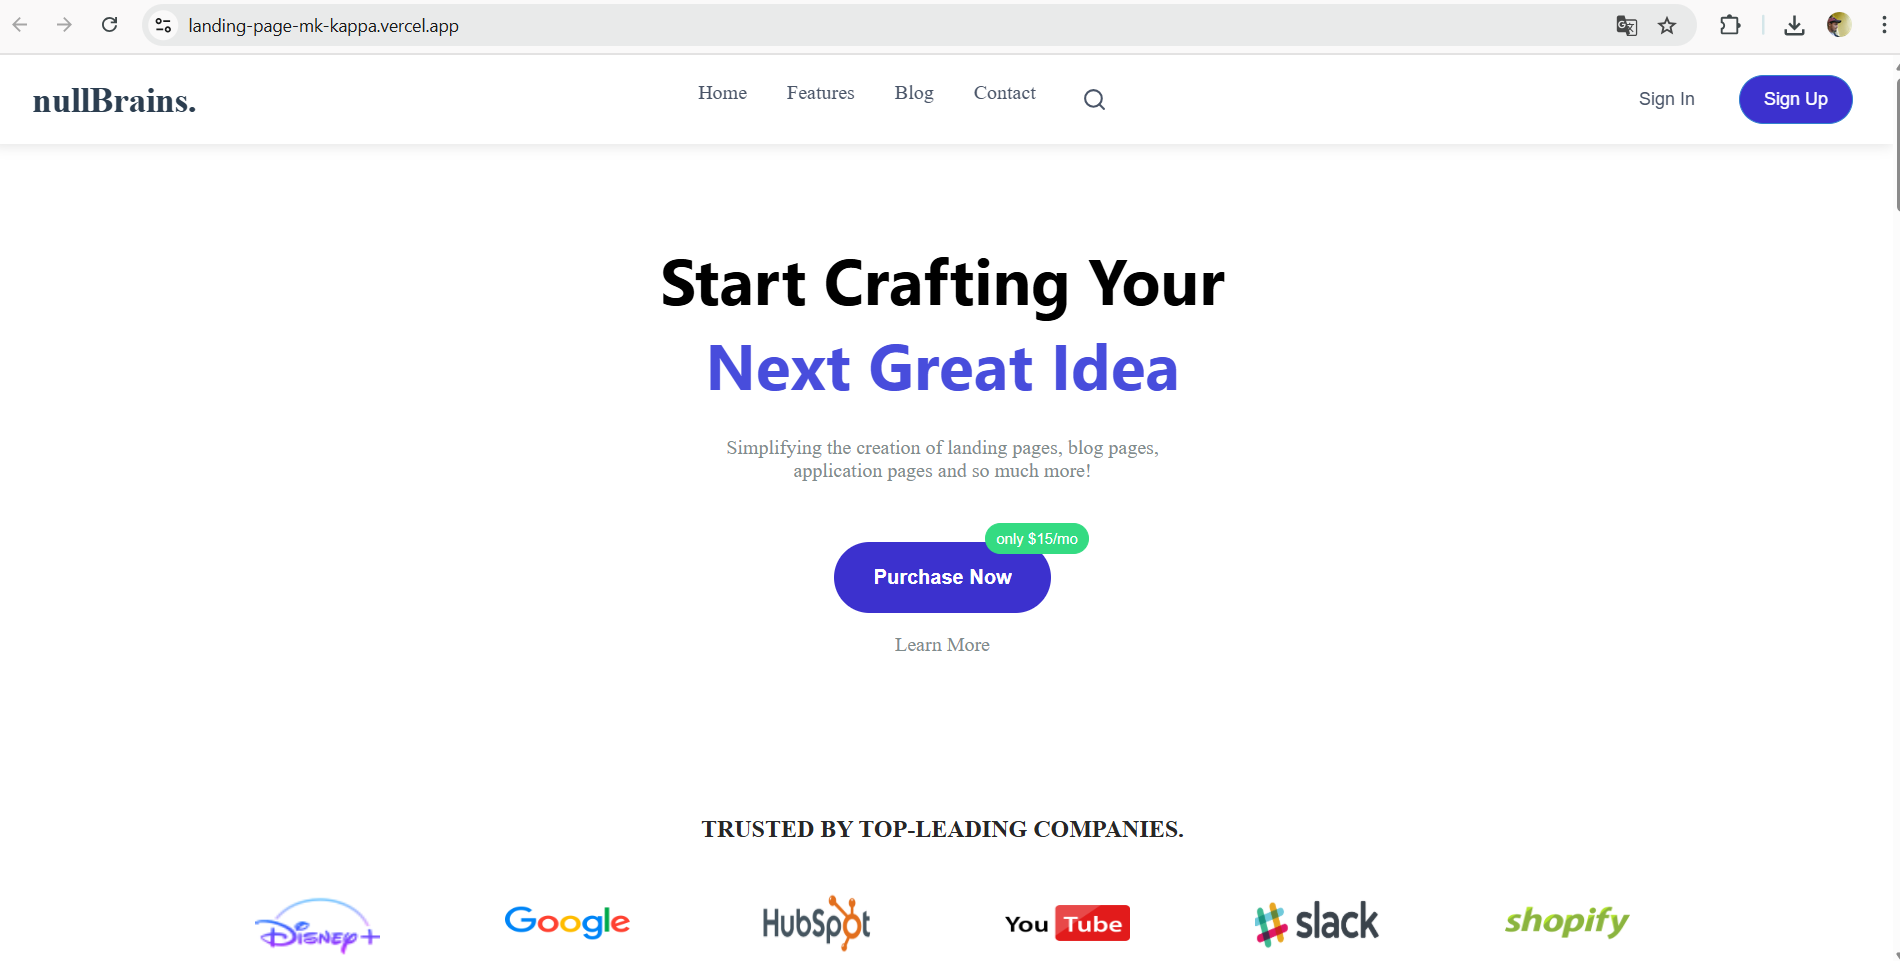 landing-page-mk-kappa.vercel.app
nullBrains.
Home Features Blog Contact
Sign In
Sign Up
Start Crafting Your
Next Great Idea
Simplifying the creation of landing pages, blog pages,
application pages and so much more!
only $15/mo
Purchase Now
Learn More
TRUSTED BY TOP-LEADING COMPANIES.
Disney+ Google HubSpot YouTube slack shopify